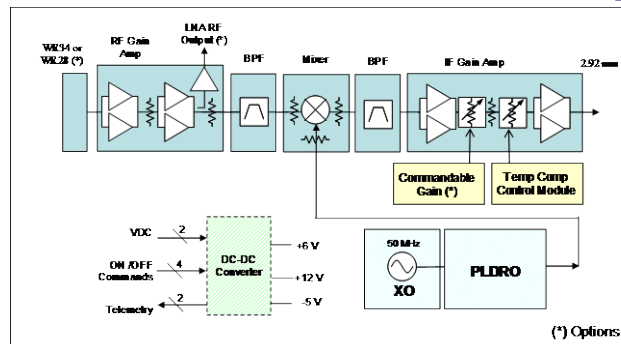 WR34 or
WR28 (*)
RF Gain
Amp
LNA RF
Output (*)
BPF
Mixer
BPF
IF Gain Amp
2.92 mm
Commandable
Gain (*)
Temp Comp
Control Module
VDC
2
ON /OFF
Commands
4
Telemetry
2
DC-DC
Converter
+6 V
+12 V
-5 V
50 MHz
XO
PLDRO
(*) Options